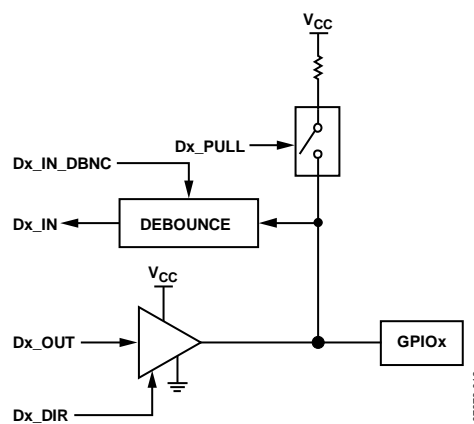 VCC
Dx_PULL
Dx_IN_DBNC
Dx_IN
DEBOUNCE
VCC
Dx_OUT
GPIOx
Dx_DIR